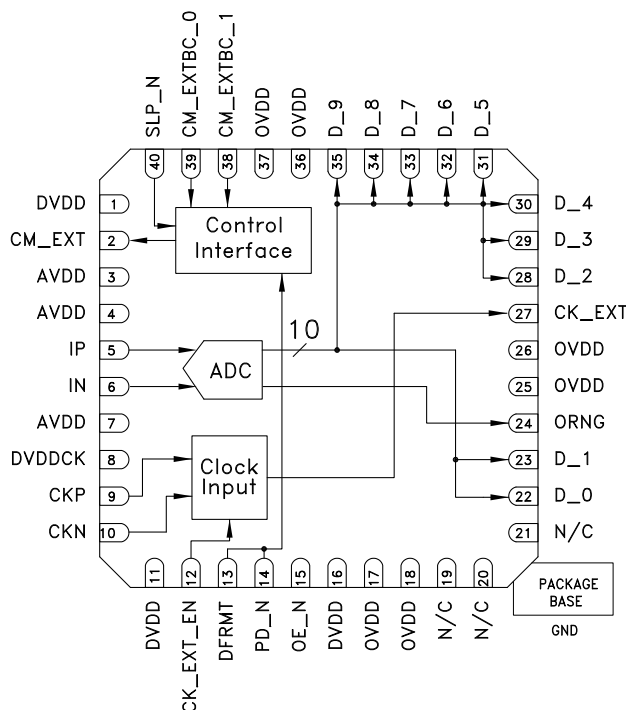 SLP_N
CM_EXTBC_0
CM_EXTBC_1
OVDD
OVDD
D_9
D_8
D_7
D_6
D_5
40
39
38
37
36
35
34
33
32
31
DVDD 1
CM_EXT 2
AVDD 3
AVDD 4
IP 5
IN 6
AVDD 7
DVDDCK 8
CKP 9
CKN 10
Control
Interface
10
ADC
Clock
Input
30 D_4
29 D_3
28 D_2
27 CK_EXT
26 OVDD
25 OVDD
24 ORNG
23 D_1
22 D_0
21 N/C
11
12
13
14
15
16
17
18
19
20
DVDD
CK_EXT_EN
DFRMT
PD_N
OE_N
DVDD
OVDD
OVDD
N/C
N/C
PACKAGE
BASE
GND